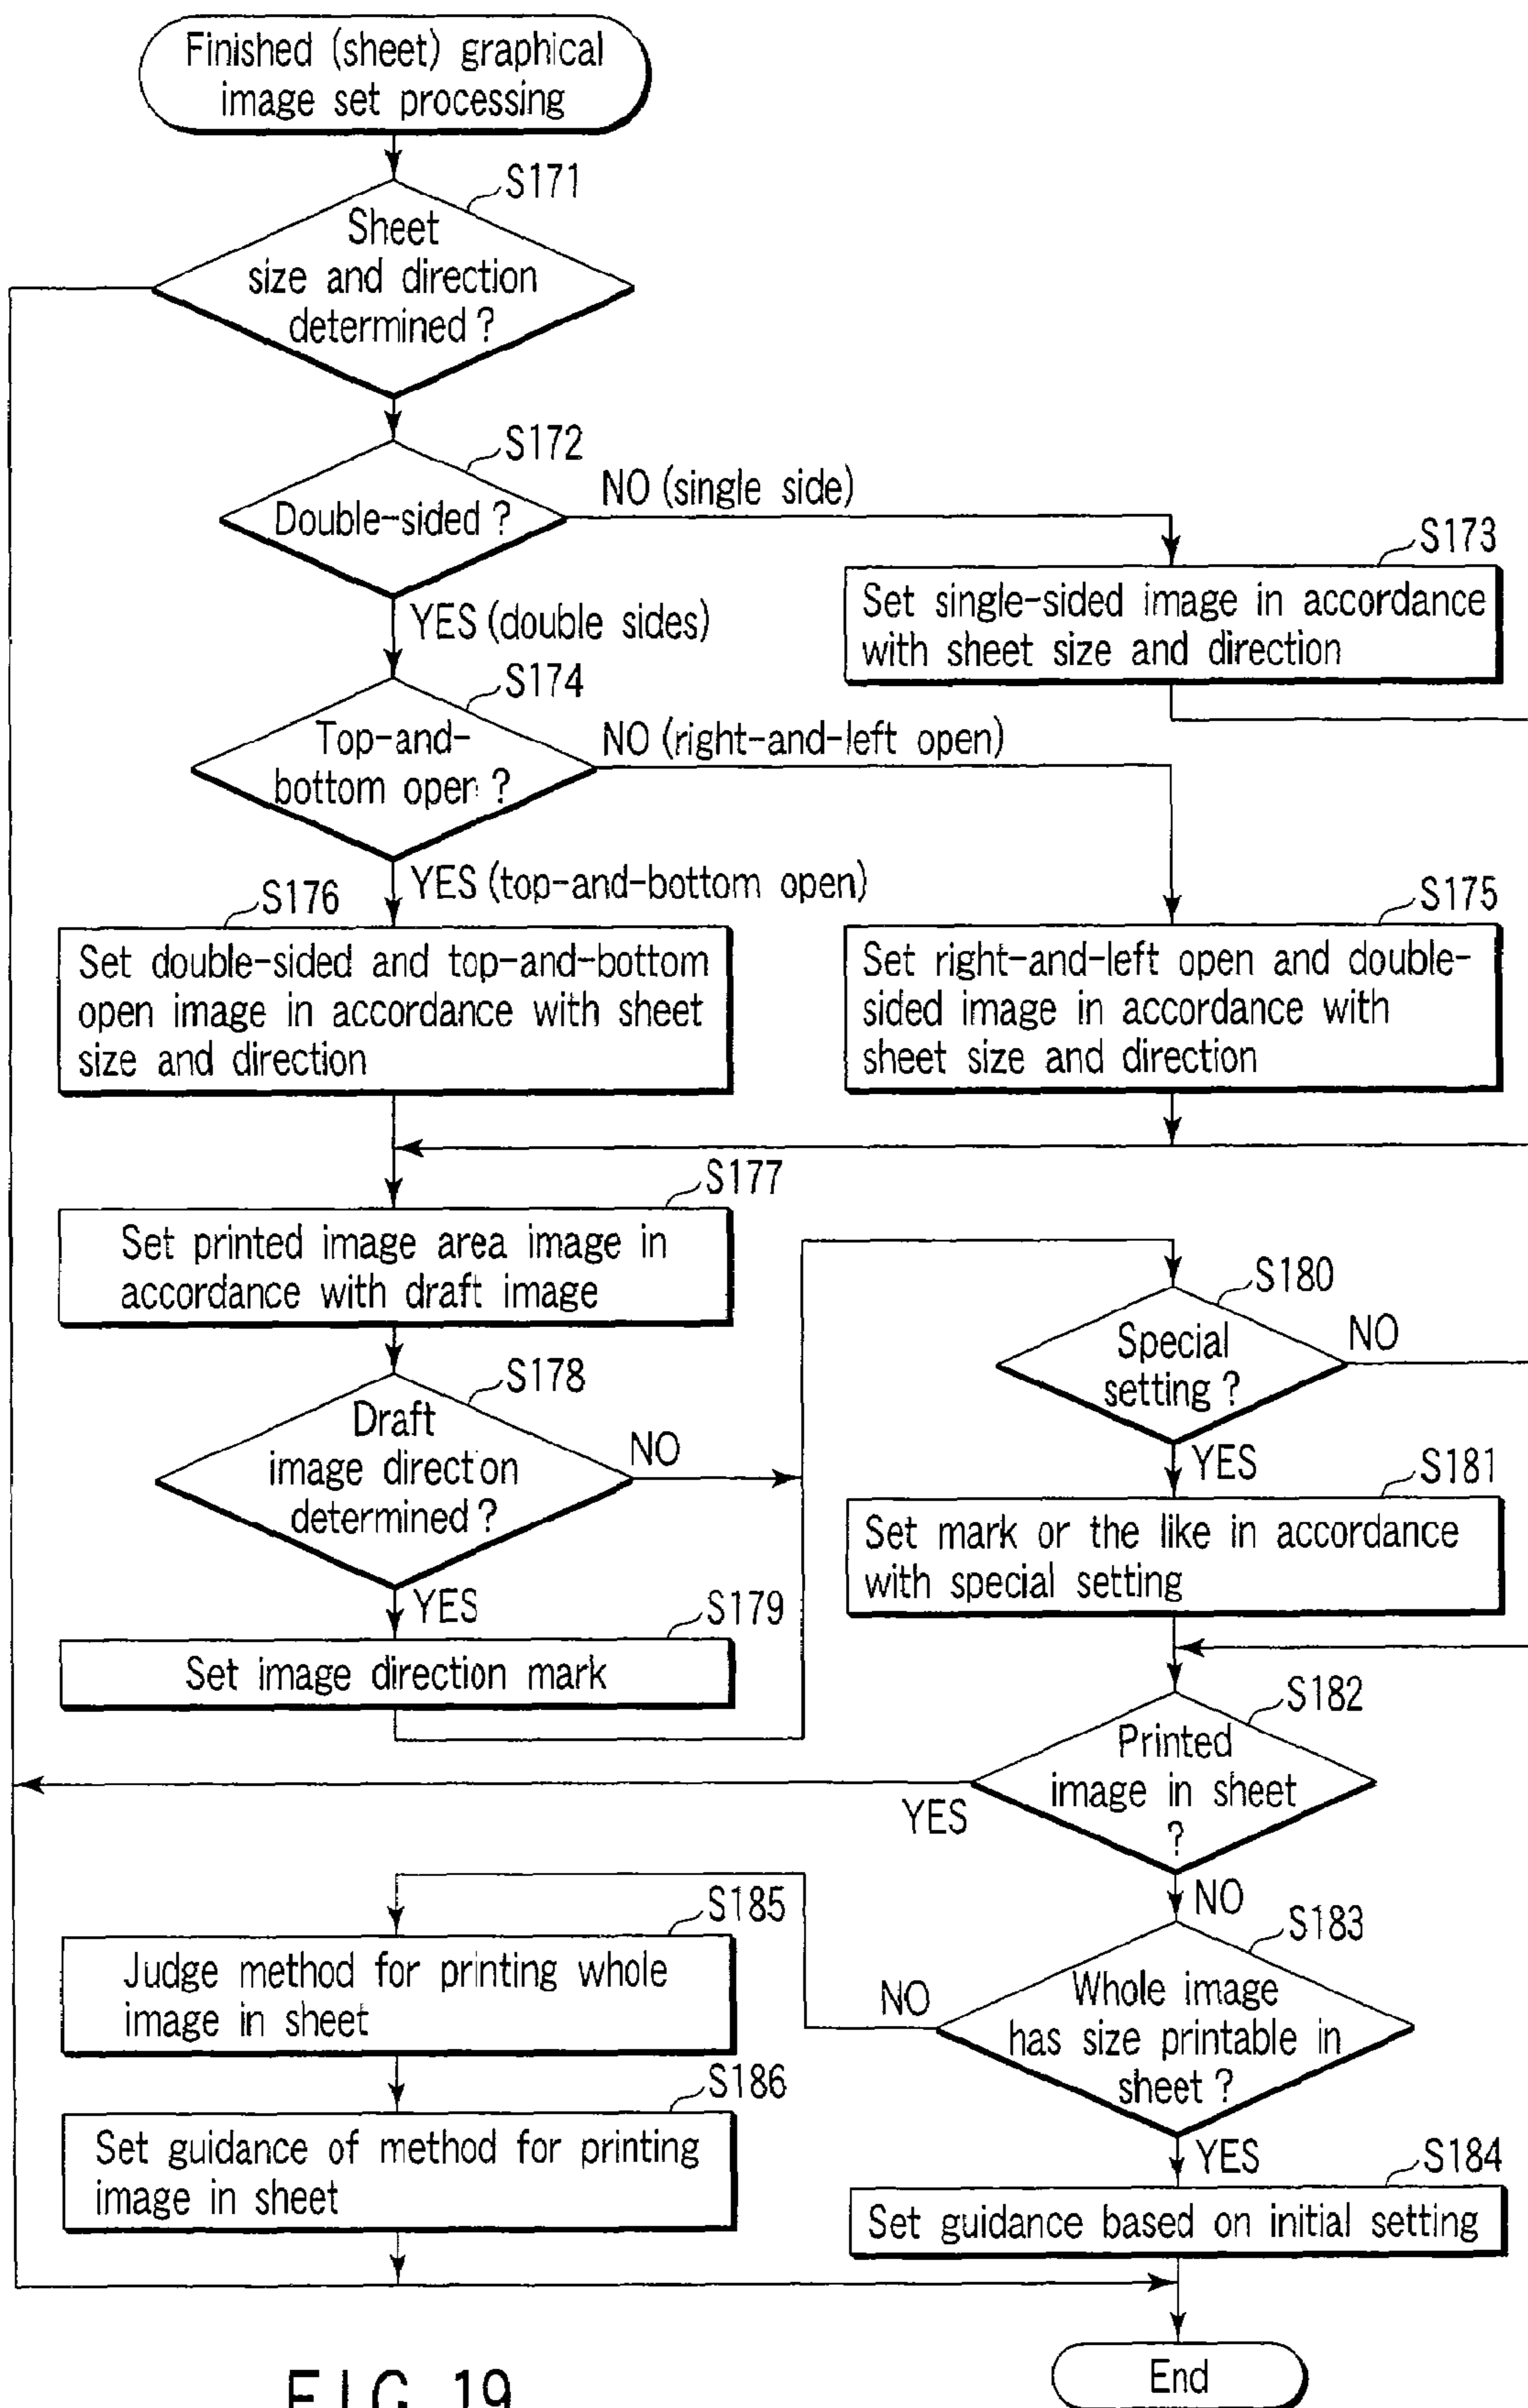 Finished (sheet) graphical
image set processing
S171
Sheet
size and direction
determined ?
S172
Double-sided ?
NO (single side)
S173
Set single-sided image in accordance
with sheet size and direction
YES (double sides)
S174
Top-and-
bottom open ?
NO (right-and-left open)
YES (top-and-bottom open)
S176
Set double-sided and top-and-bottom
open image in accordance with sheet
size and direction
S175
Set right-and-left open and double-
sided image in accordance with
sheet size and direction
S177
Set printed image area image in
accordance with draft image
S178
Draft
image direction
determined ?
NO
YES
S179
Set image direction mark
S180
Special
setting ?
NO
YES
S181
Set mark or the like in accordance
with special setting
S182
Printed
image in sheet
?
YES
NO
S183
Whole image
has size printable in
sheet ?
NO
YES
S185
Judge method for printing whole
image in sheet
S186
Set guidance of method for printing
image in sheet
S184
Set guidance based on initial setting
End
FIG. 19